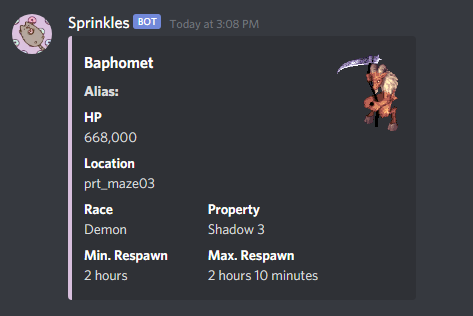 Sprinkles BOT Today at 3:08 PM
Baphomet
Alias:
HP
668,000
Location
prt_maze03
Race Property
Demon Shadow 3
Min. Respawn Max. Respawn
2 hours 2 hours 10 minutes